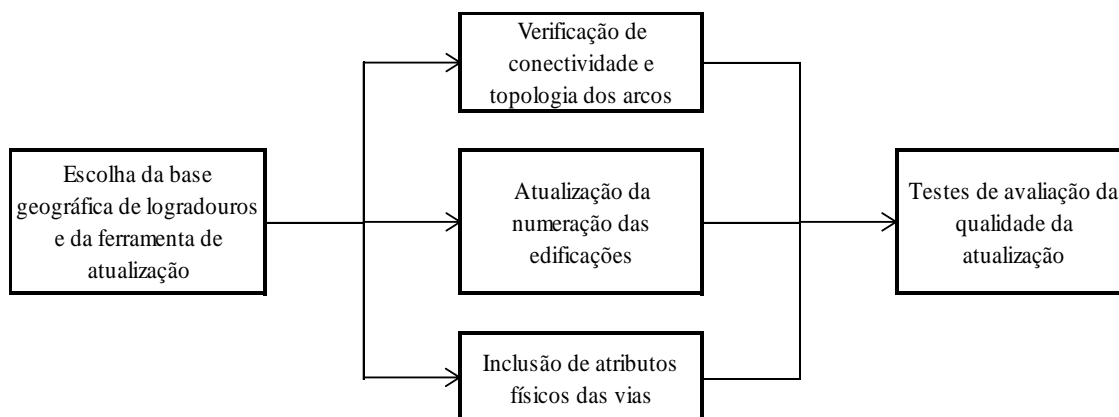 Escolha da base
geográfica de logradouros
e da ferramenta de
atualização
Verificação de
conectividade e
topologia dos arcos
Atualização da
numeração das
edificações
Inclusão de atributos
físicos das vias
Testes de avaliação da
qualidade da
atualização